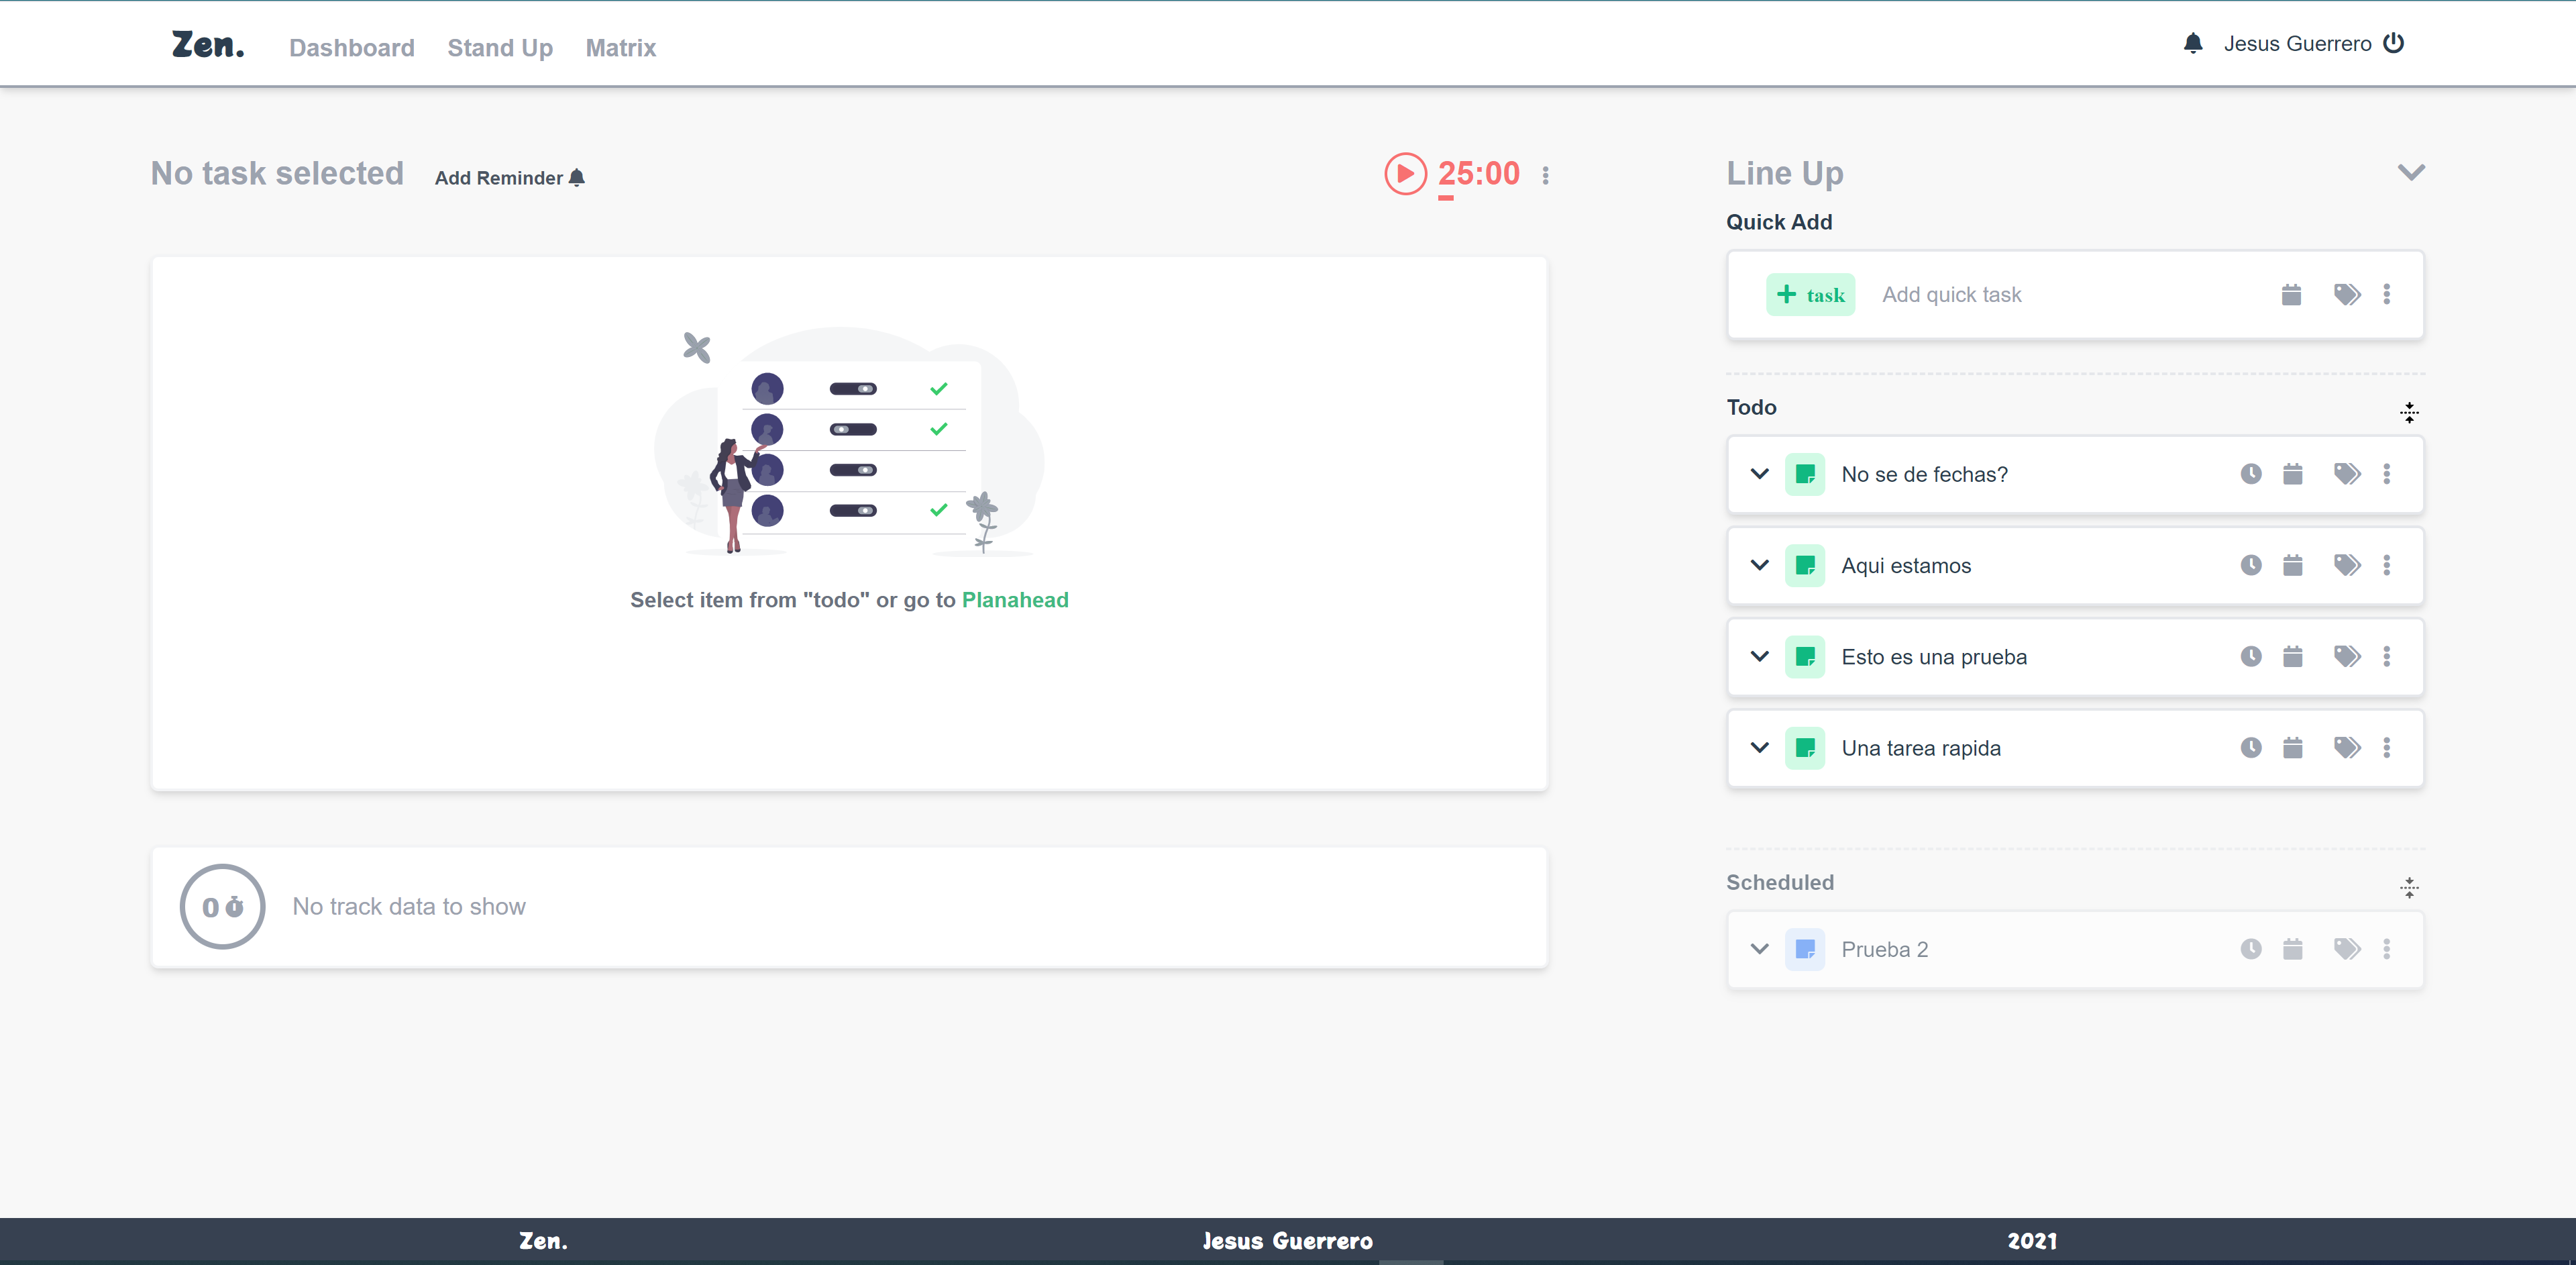 Zen. Dashboard Stand Up Matrix Jesus Guerrero
No task selected Add Reminder 25:00
Select item from "todo" or go to Planahead
0 No track data to show
Line Up
Quick Add
+ task Add quick task
Todo
No se de fechas?
Aqui estamos
Esto es una prueba
Una tarea rapida
Scheduled
Prueba 2
Zen. Jesus Guerrero 2021